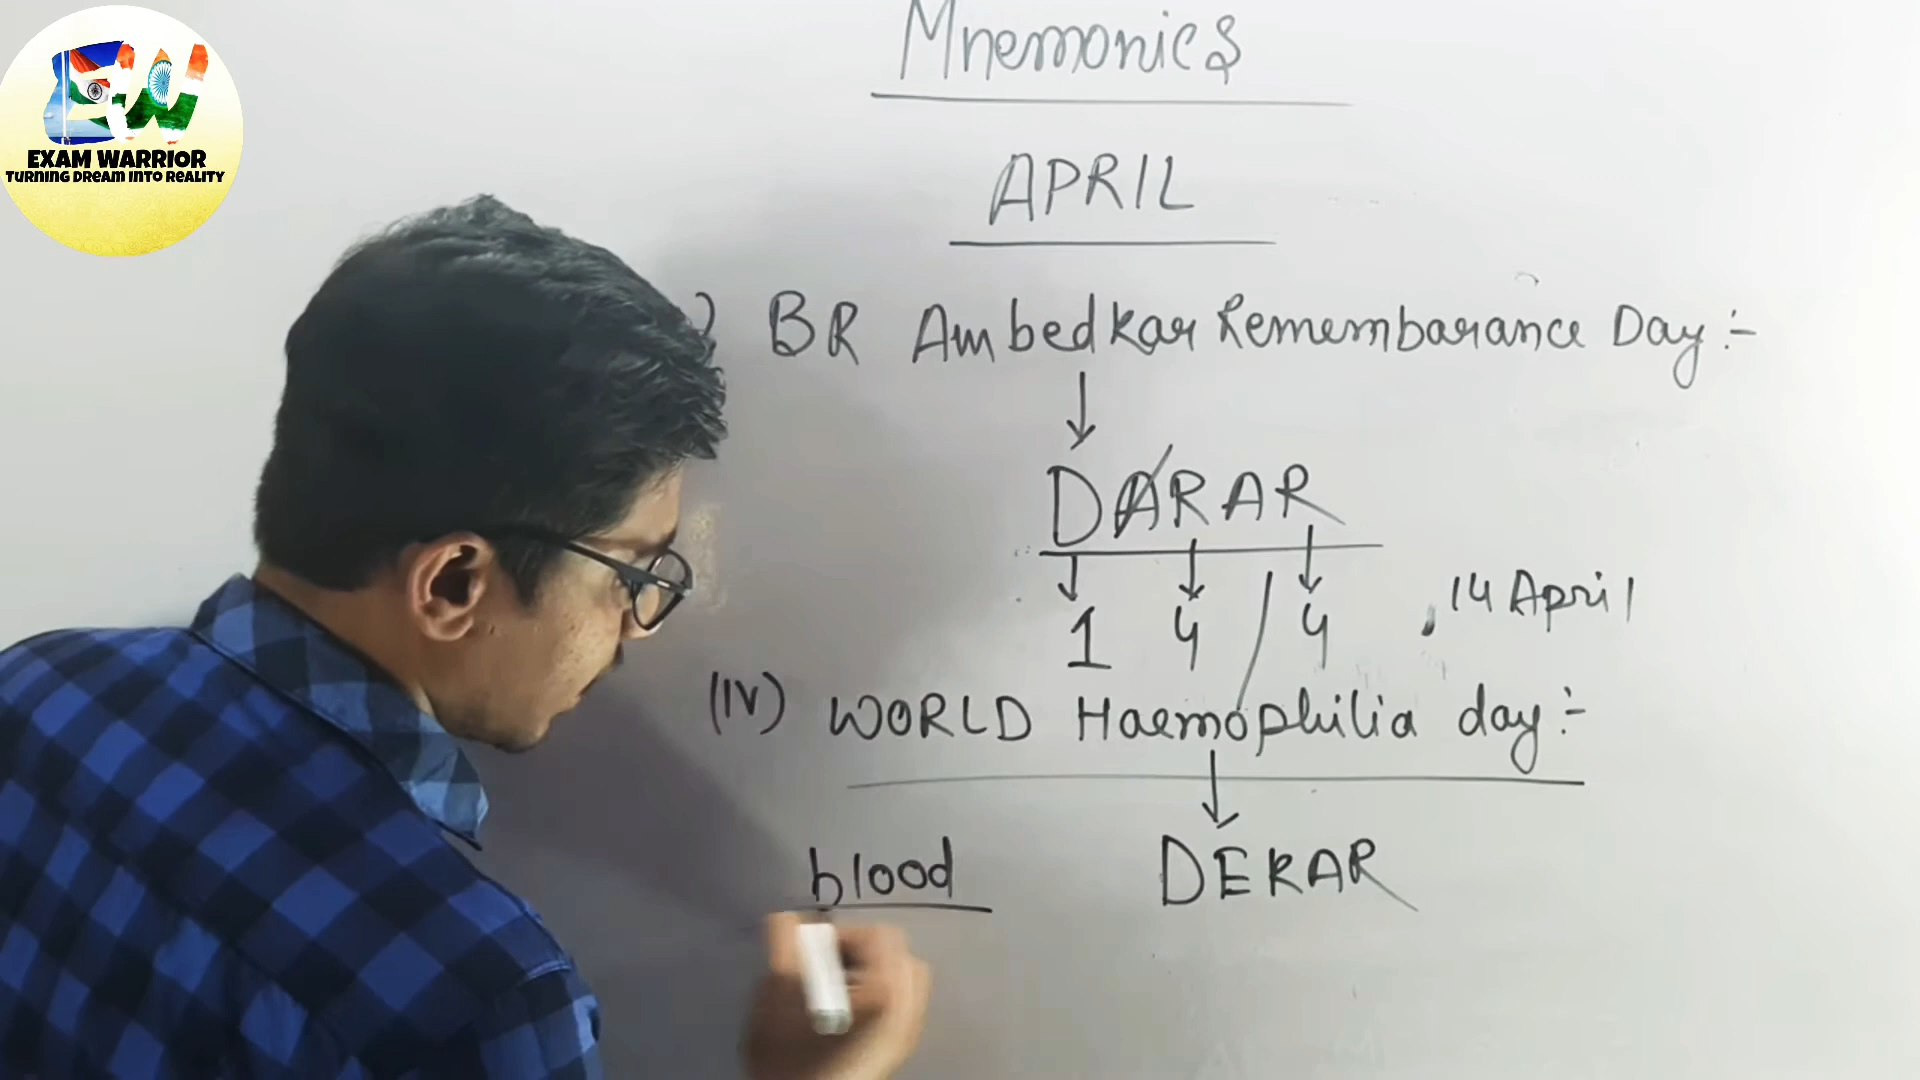 EXAM WARRIOR
TURNING DREAM INTO REALITY
Mnemonics
APRIL
) BR Ambedkar Remembarance Day :-
DARAR
1 4 / 4
14 April
(IV) WORLD Haemophilia day :-
blood
DEKAR